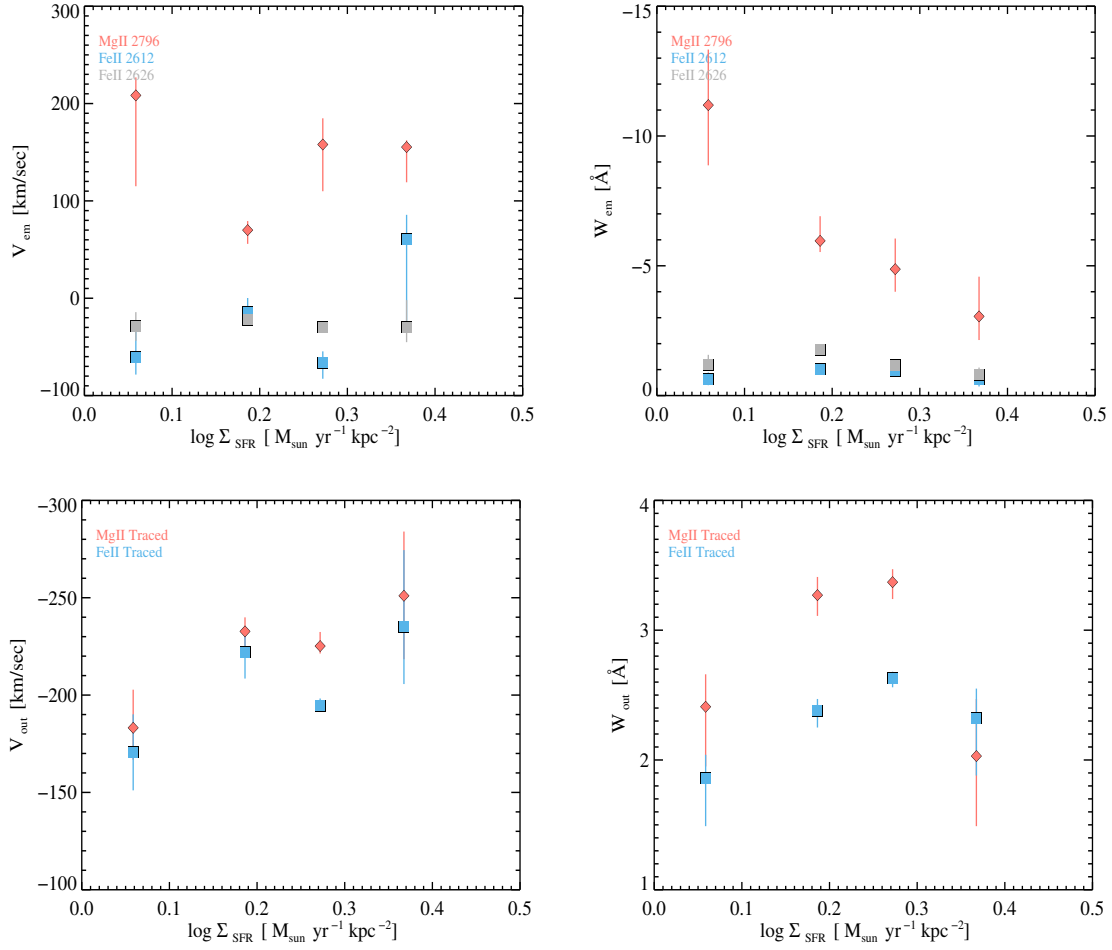 300
200
100
0
−100
V em [km/sec]
MgII 2796
FeII 2612
FeII 2626
0.0 0.1 0.2 0.3 0.4 0.5
log Σ SFR [ Msun yr−1 kpc−2]
−15
−10
−5
0
W em [Å]
MgII 2796
FeII 2612
FeII 2626
0.0 0.1 0.2 0.3 0.4 0.5
log Σ SFR [ Msun yr−1 kpc−2]
−300
−250
−200
−150
−100
V out [km/sec]
MgII Traced
FeII Traced
0.0 0.1 0.2 0.3 0.4 0.5
log Σ SFR [ Msun yr−1 kpc−2]
4
3
2
1
W out [Å]
MgII Traced
FeII Traced
0.0 0.1 0.2 0.3 0.4 0.5
log Σ SFR [ Msun yr−1 kpc−2]